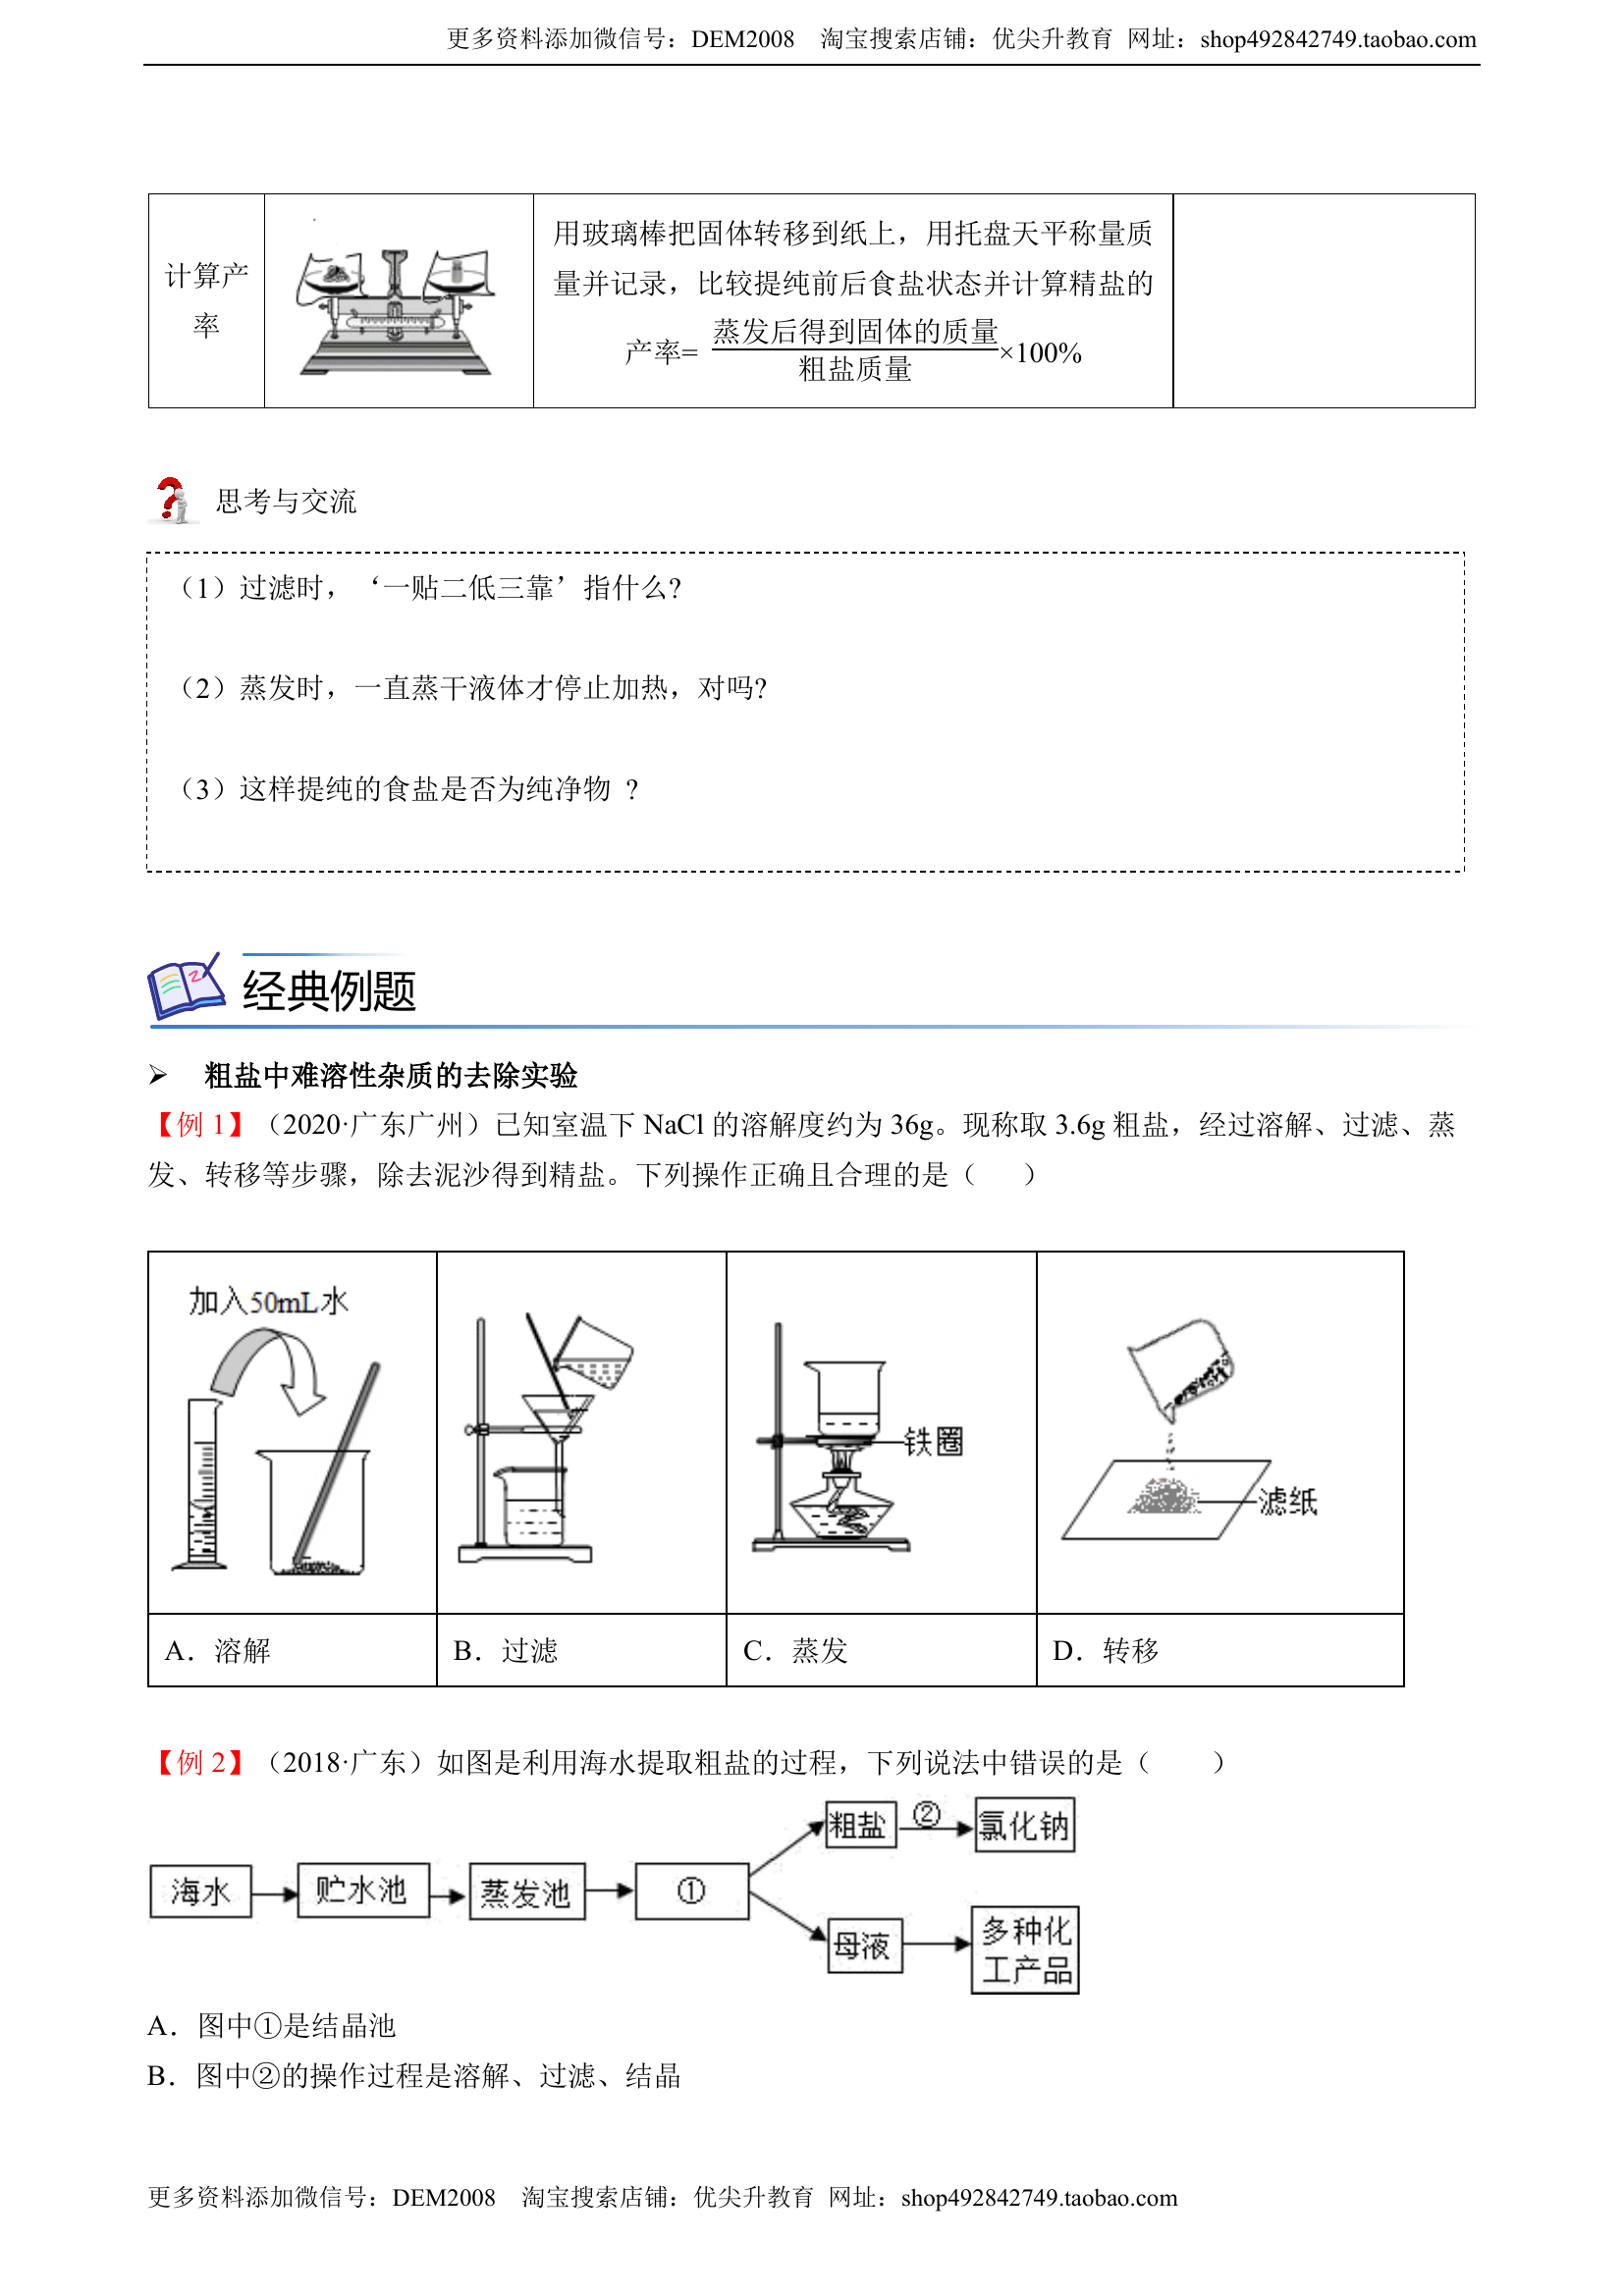 更多资料添加微信号：DEM2008 淘宝搜索店铺：优尖升教育 网址：shop492842749.taobao.com
计算产
率
用玻璃棒把固体转移到纸上，用托盘天平称量质
量并记录，比较提纯前后食盐状态并计算精盐的
产率= 蒸发后得到固体的质量/粗盐质量 ×100%
思考与交流
（1）过滤时，‘一贴二低三靠’指什么?
（2）蒸发时，一直蒸干液体才停止加热，对吗?
（3）这样提纯的食盐是否为纯净物 ?
经典例题
➢ 粗盐中难溶性杂质的去除实验
【例 1】（2020·广东广州）已知室温下 NaCl 的溶解度约为 36g。现称取 3.6g 粗盐，经过溶解、过滤、蒸
发、转移等步骤，除去泥沙得到精盐。下列操作正确且合理的是（ ）
加入50mL水
铁圈
滤纸
A．溶解
B．过滤
C．蒸发
D．转移
【例 2】（2018·广东）如图是利用海水提取粗盐的过程，下列说法中错误的是（ ）
海水
贮水池
蒸发池
①
粗盐
②
氯化钠
母液
多种化
工产品
A．图中①是结晶池
B．图中②的操作过程是溶解、过滤、结晶
更多资料添加微信号：DEM2008 淘宝搜索店铺：优尖升教育 网址：shop492842749.taobao.com